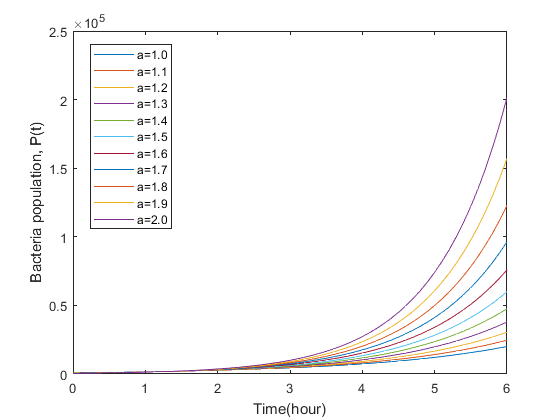 ×10⁵
2.5
2
1.5
1
0.5
0
Bacteria population, P(t)
a=1.0
a=1.1
a=1.2
a=1.3
a=1.4
a=1.5
a=1.6
a=1.7
a=1.8
a=1.9
a=2.0
0 1 2 3 4 5 6
Time(hour)